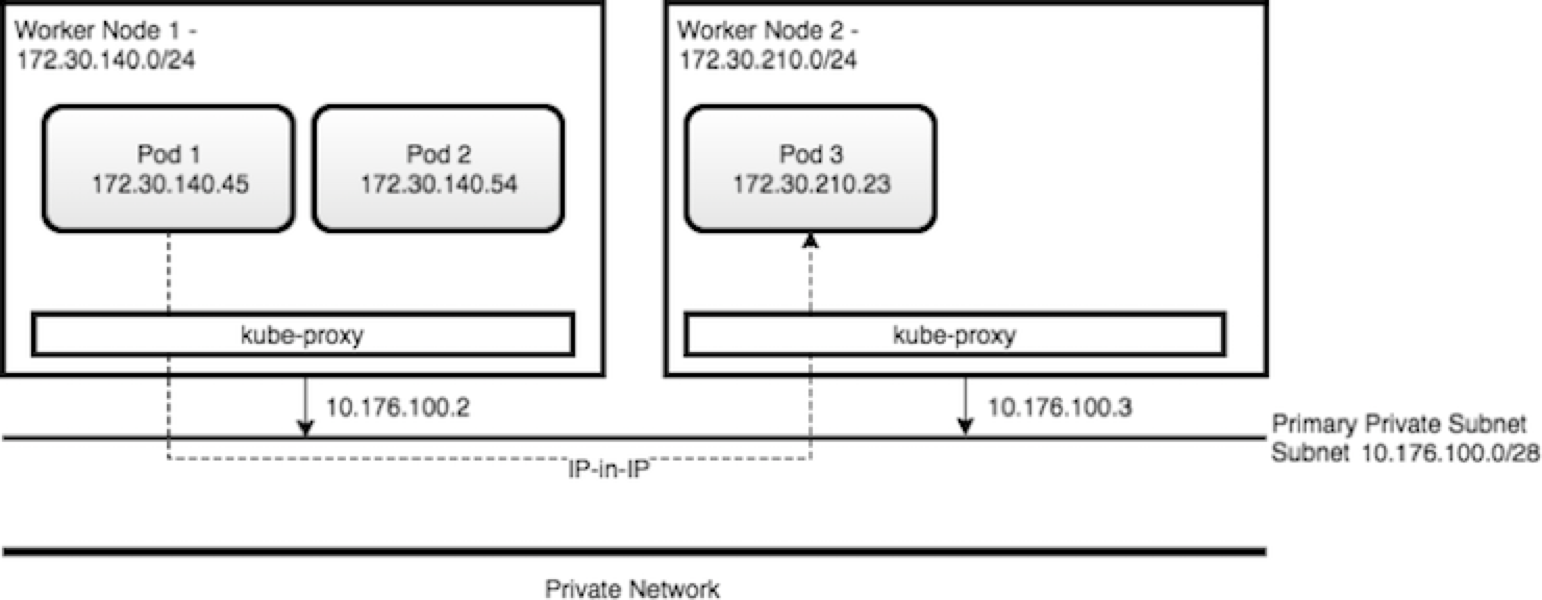 Worker Node 1 -
172.30.140.0/24
Pod 1
172.30.140.45
Pod 2
172.30.140.54
kube-proxy
10.176.100.2
Worker Node 2 -
172.30.210.0/24
Pod 3
172.30.210.23
kube-proxy
10.176.100.3
Primary Private Subnet
Subnet 10.176.100.0/28
IP-in-IP
Private Network